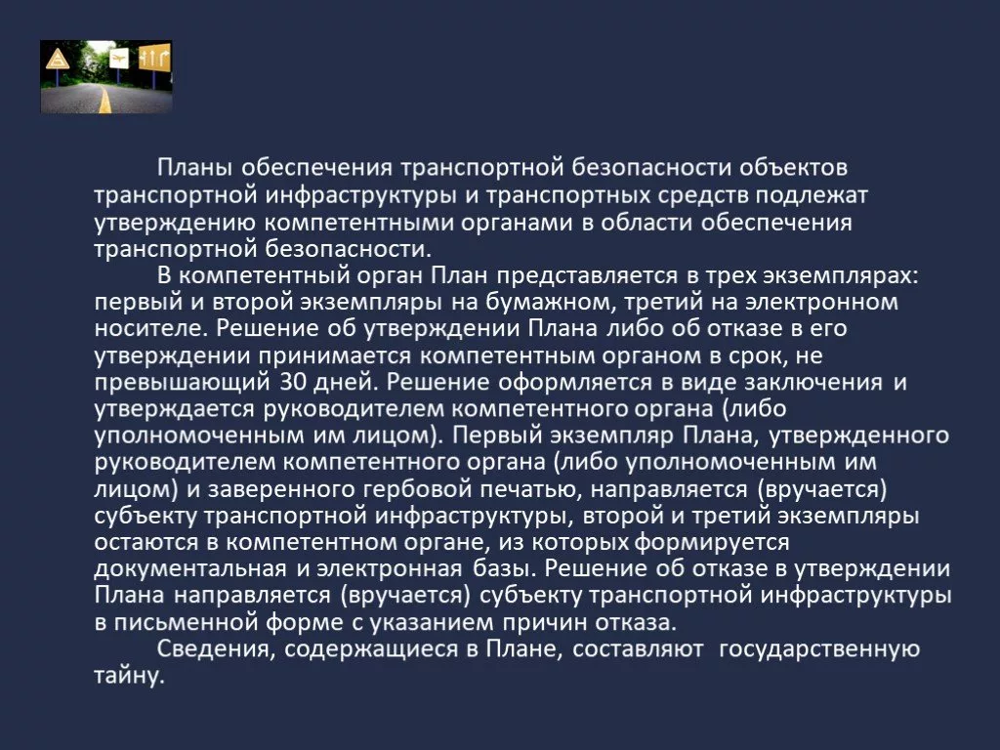 Планы обеспечения транспортной безопасности объектов
транспортной инфраструктуры и транспортных средств подлежат
утверждению компетентными органами в области обеспечения
транспортной безопасности.
В компетентный орган План представляется в трех экземплярах:
первый и второй экземпляры на бумажном, третий на электронном
носителе. Решение об утверждении Плана либо об отказе в его
утверждении принимается компетентным органом в срок, не
превышающий 30 дней. Решение оформляется в виде заключения и
утверждается руководителем компетентного органа (либо
уполномоченным им лицом). Первый экземпляр Плана, утвержденного
руководителем компетентного органа (либо уполномоченным им
лицом) и заверенного гербовой печатью, направляется (вручается)
субъекту транспортной инфраструктуры, второй и третий экземпляры
остаются в компетентном органе, из которых формируется
документальная и электронная базы. Решение об отказе в утверждении
Плана направляется (вручается) субъекту транспортной инфраструктуры
в письменной форме с указанием причин отказа.
Сведения, содержащиеся в Плане, составляют государственную
тайну.